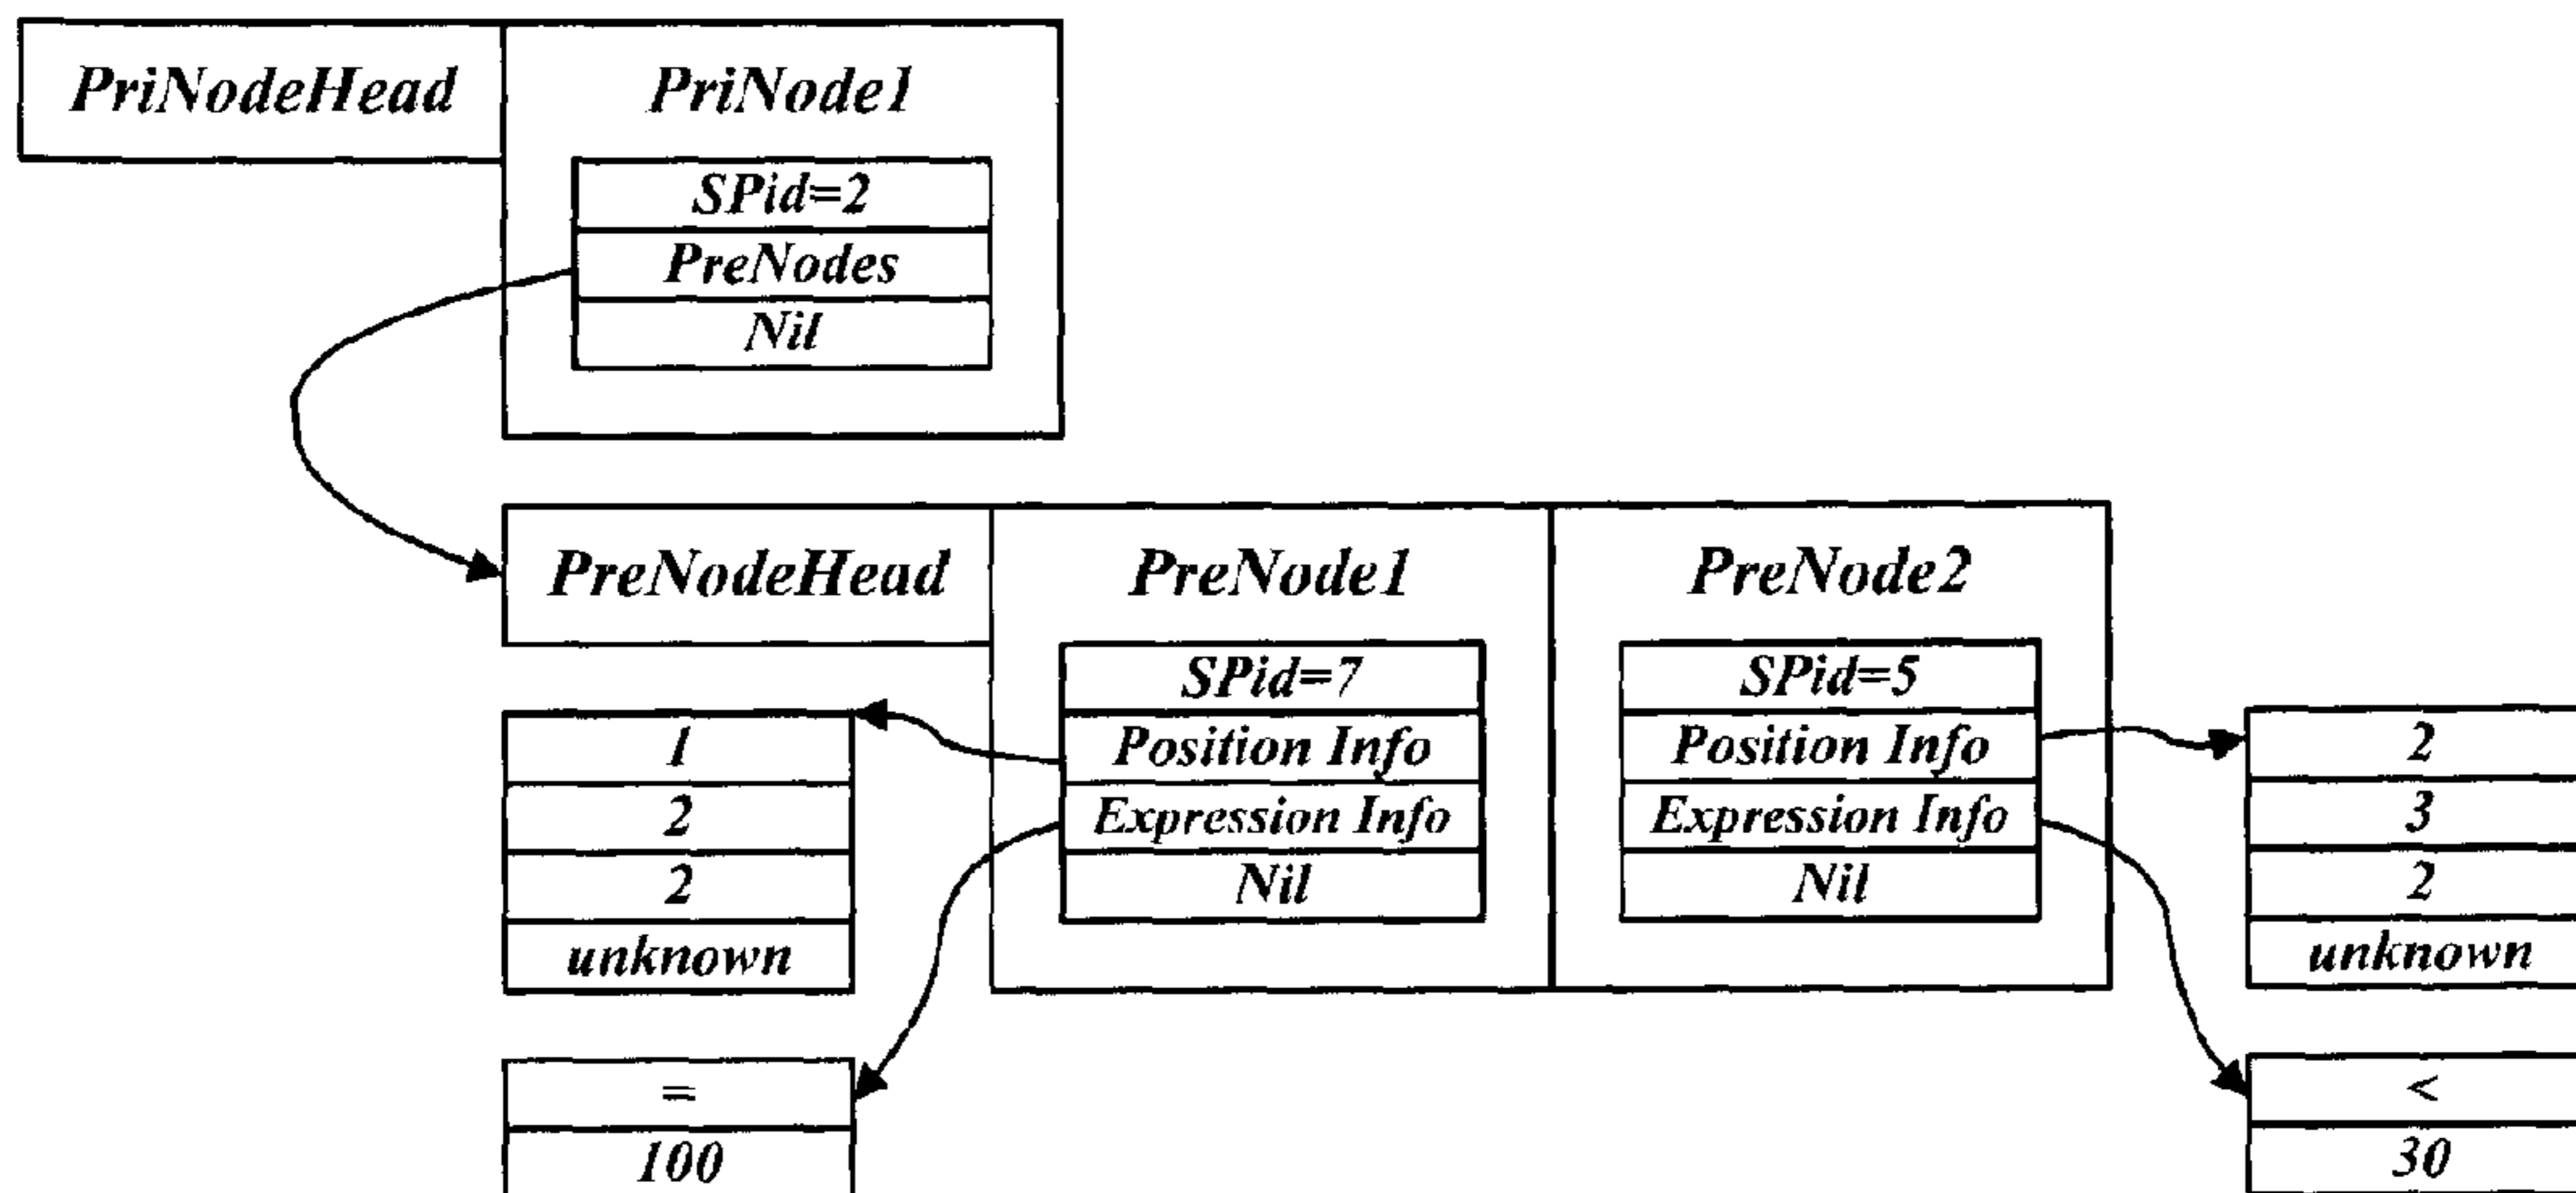 PriNodeHead
PriNode1
SPid=2
PreNodes
Nil
PreNodeHead
PreNode1
PreNode2
SPid=7
Position Info
Expression Info
Nil
SPid=5
Position Info
Expression Info
Nil
1
2
2
unknown
=
100
2
3
2
unknown
<
30